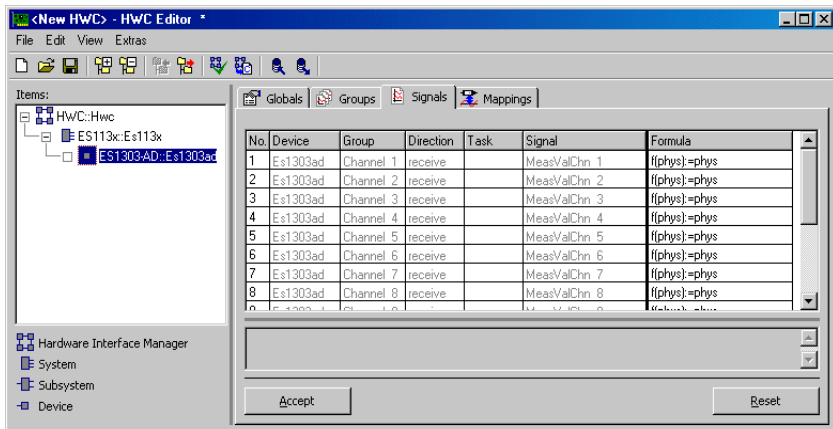 <New HWC> - HWC Editor *
File Edit View Extras
Items:
HWC::Hwc
ES113x::Es113x
ES1303-AD::Es1303ad
Globals Groups Signals Mappings
No. Device Group Direction Task Signal Formula
1 Es1303ad Channel 1 receive MeasValChn 1 f(phys):=phys
2 Es1303ad Channel 2 receive MeasValChn 2 f(phys):=phys
3 Es1303ad Channel 3 receive MeasValChn 3 f(phys):=phys
4 Es1303ad Channel 4 receive MeasValChn 4 f(phys):=phys
5 Es1303ad Channel 5 receive MeasValChn 5 f(phys):=phys
6 Es1303ad Channel 6 receive MeasValChn 6 f(phys):=phys
7 Es1303ad Channel 7 receive MeasValChn 7 f(phys):=phys
8 Es1303ad Channel 8 receive MeasValChn 8 f(phys):=phys
Hardware Interface Manager
System
Subsystem
Device
Accept Reset